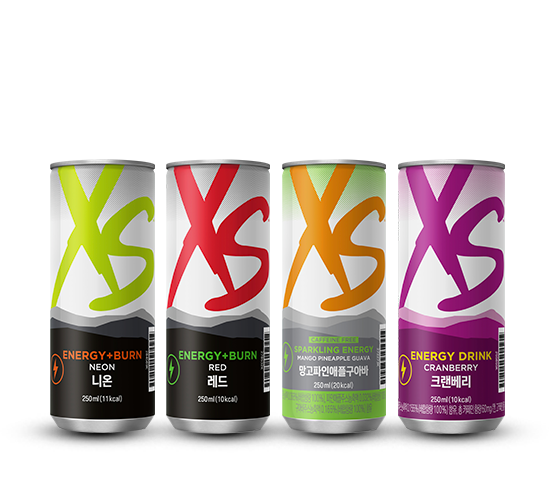 XS
ENERGY+BURN
NEON
니온
250ml(11kcal)
XS
ENERGY+BURN
RED
레드
250ml(10kcal)
XS
CAFFEINE FREE
SPARKLING ENERGY
MANGO PINEAPPLE GUAVA
망고파인애플구아바
250ml(20kcal)
XS
ENERGY DRINK
CRANBERRY
크랜베리
250ml(10kcal)